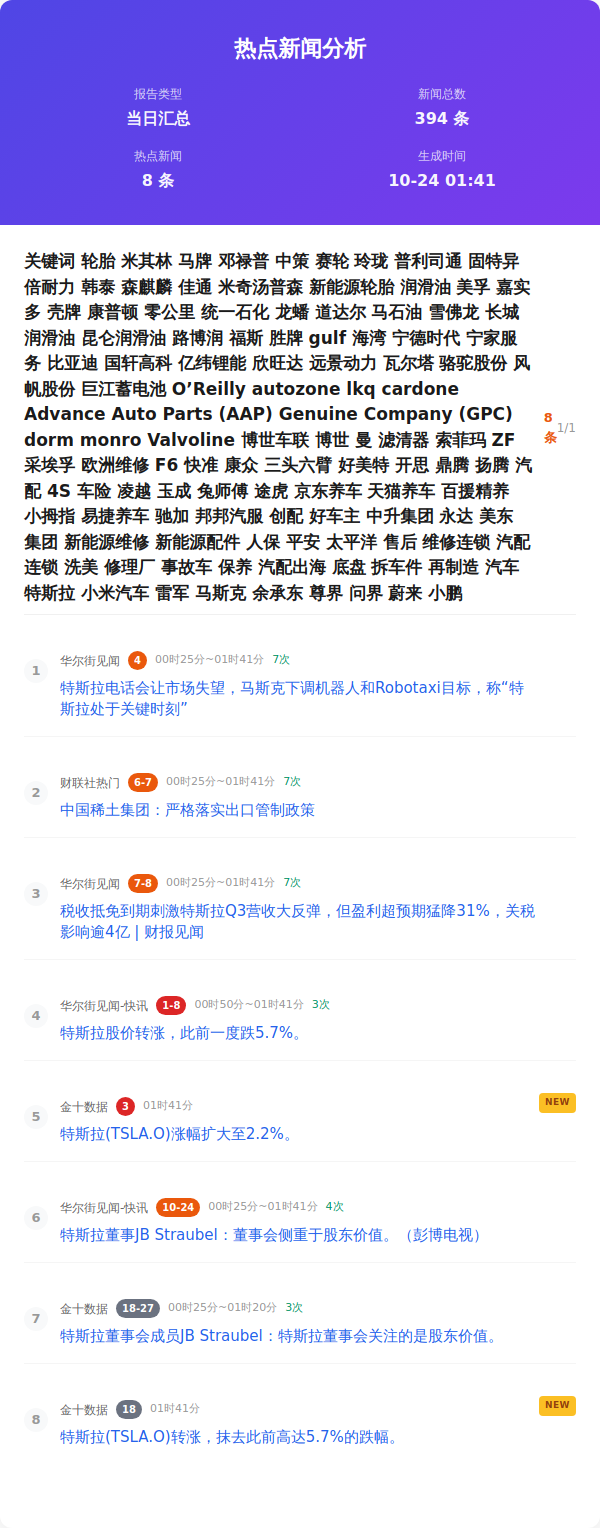 热点新闻分析
报告类型
新闻总数
当日汇总
394 条
热点新闻
生成时间
8 条
10-24 01:41
关键词 轮胎 米其林 马牌 邓禄普 中策 赛轮 玲珑 普利司通 固特异
倍耐力 韩泰 森麒麟 佳通 米奇汤普森 新能源轮胎 润滑油 美孚 嘉实
多 壳牌 康普顿 零公里 统一石化 龙蟠 道达尔 马石油 雪佛龙 长城
润滑油 昆仑润滑油 路博润 福斯 胜牌 gulf 海湾 宁德时代 宁家服
务 比亚迪 国轩高科 亿纬锂能 欣旺达 远景动力 瓦尔塔 骆驼股份 风
帆股份 巨江蓄电池 O’Reilly autozone lkq cardone
Advance Auto Parts (AAP) Genuine Company (GPC)
dorm monro Valvoline 博世车联 博世 曼 滤清器 索菲玛 ZF
采埃孚 欧洲维修 F6 快准 康众 三头六臂 好美特 开思 鼎腾 扬腾 汽
配 4S 车险 凌越 玉成 兔师傅 途虎 京东养车 天猫养车 百援精养
小拇指 易捷养车 驰加 邦邦汽服 创配 好车主 中升集团 永达 美东
集团 新能源维修 新能源配件 人保 平安 太平洋 售后 维修连锁 汽配
连锁 洗美 修理厂 事故车 保养 汽配出海 底盘 拆车件 再制造 汽车
特斯拉 小米汽车 雷军 马斯克 余承东 尊界 问界 蔚来 小鹏
8
条
1/1
1
华尔街见闻 4 00时25分~01时41分 7次
特斯拉电话会让市场失望，马斯克下调机器人和Robotaxi目标，称“特
斯拉处于关键时刻”
2
财联社热门 6-7 00时25分~01时41分 7次
中国稀土集团：严格落实出口管制政策
3
华尔街见闻 7-8 00时25分~01时41分 7次
税收抵免到期刺激特斯拉Q3营收大反弹，但盈利超预期猛降31%，关税
影响逾4亿 | 财报见闻
4
华尔街见闻-快讯 1-8 00时50分~01时41分 3次
特斯拉股价转涨，此前一度跌5.7%。
5
金十数据 3 01时41分
NEW
特斯拉(TSLA.O)涨幅扩大至2.2%。
6
华尔街见闻-快讯 10-24 00时25分~01时41分 4次
特斯拉董事JB Straubel：董事会侧重于股东价值。（彭博电视）
7
金十数据 18-27 00时25分~01时20分 3次
特斯拉董事会成员JB Straubel：特斯拉董事会关注的是股东价值。
8
金十数据 18 01时41分
NEW
特斯拉(TSLA.O)转涨，抹去此前高达5.7%的跌幅。